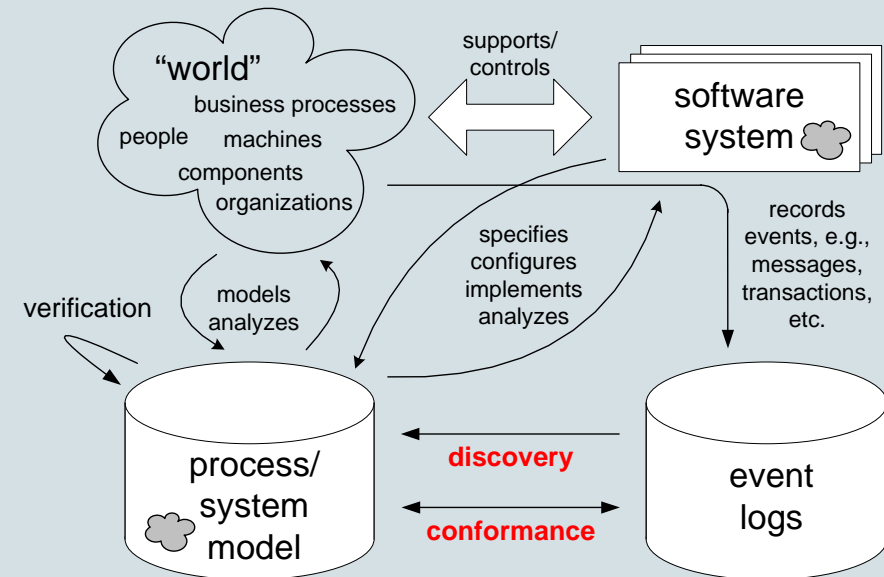 “world”
business processes
people
machines
components
organizations
supports/
controls
software
system
records
events, e.g.,
messages,
transactions,
etc.
specifies
configures
implements
analyzes
models
analyzes
verification
process/
system
model
discovery
conformance
event
logs